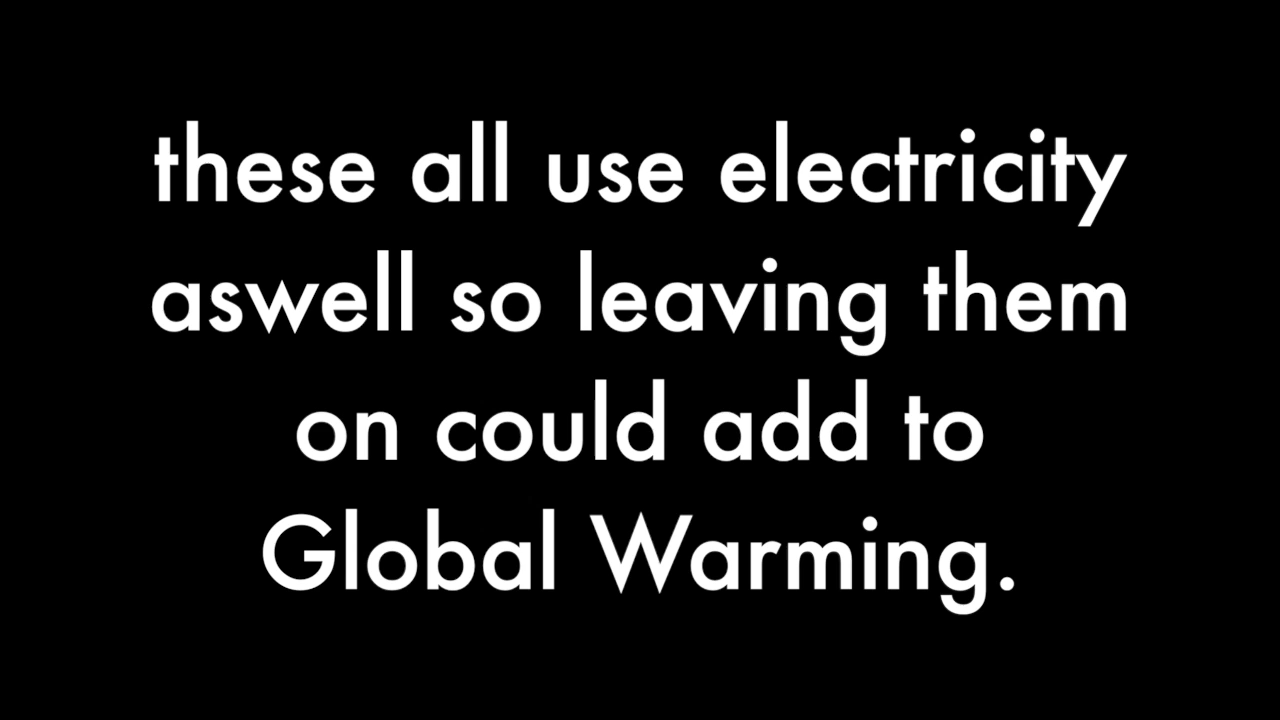 these all use electricity
aswell so leaving them
on could add to
Global Warming.